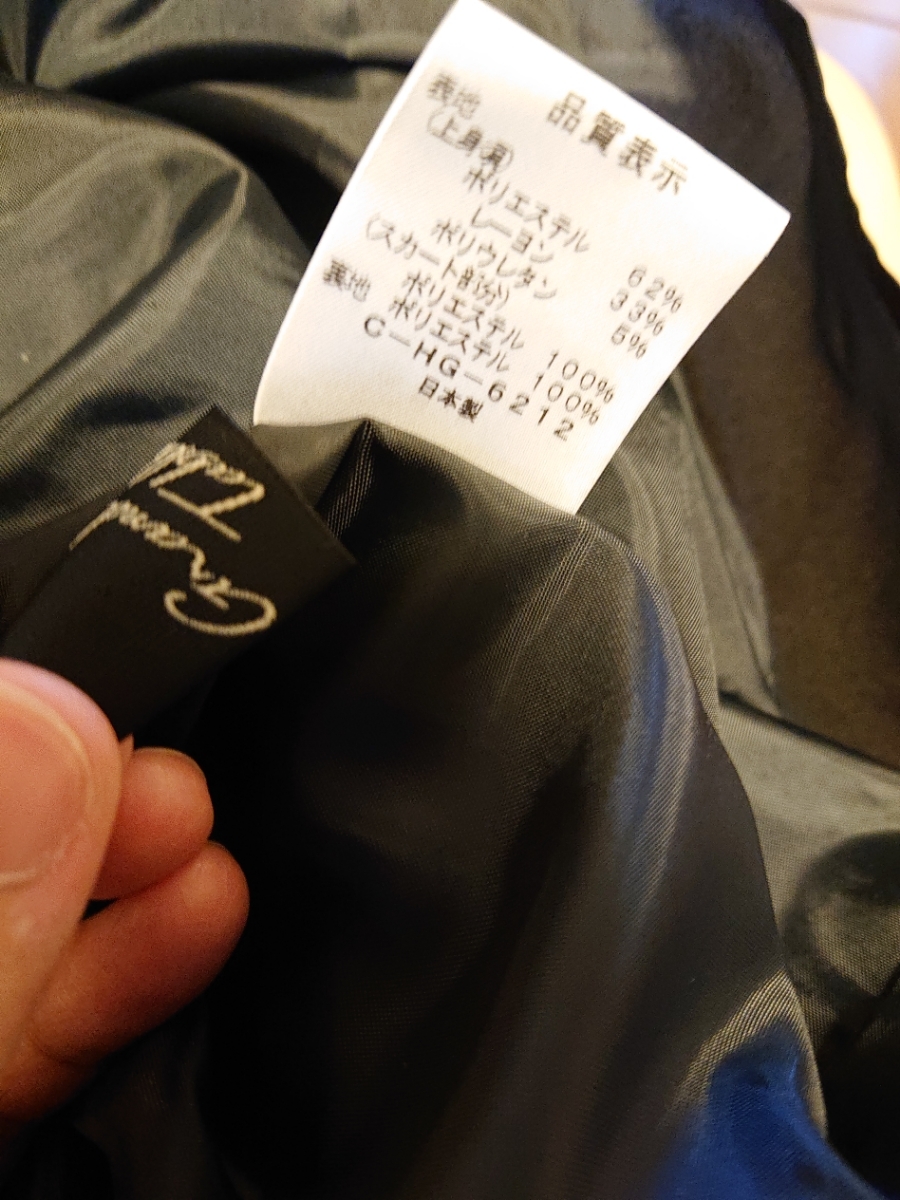 品質表示
表地
(上身頃)
ポリエステル 62%
レーヨン 33%
ポリウレタン 5%
(スカート部分)
ポリエステル 100%
裏地 ポリエステル 100%
C-HG-6212
日本製
Grand